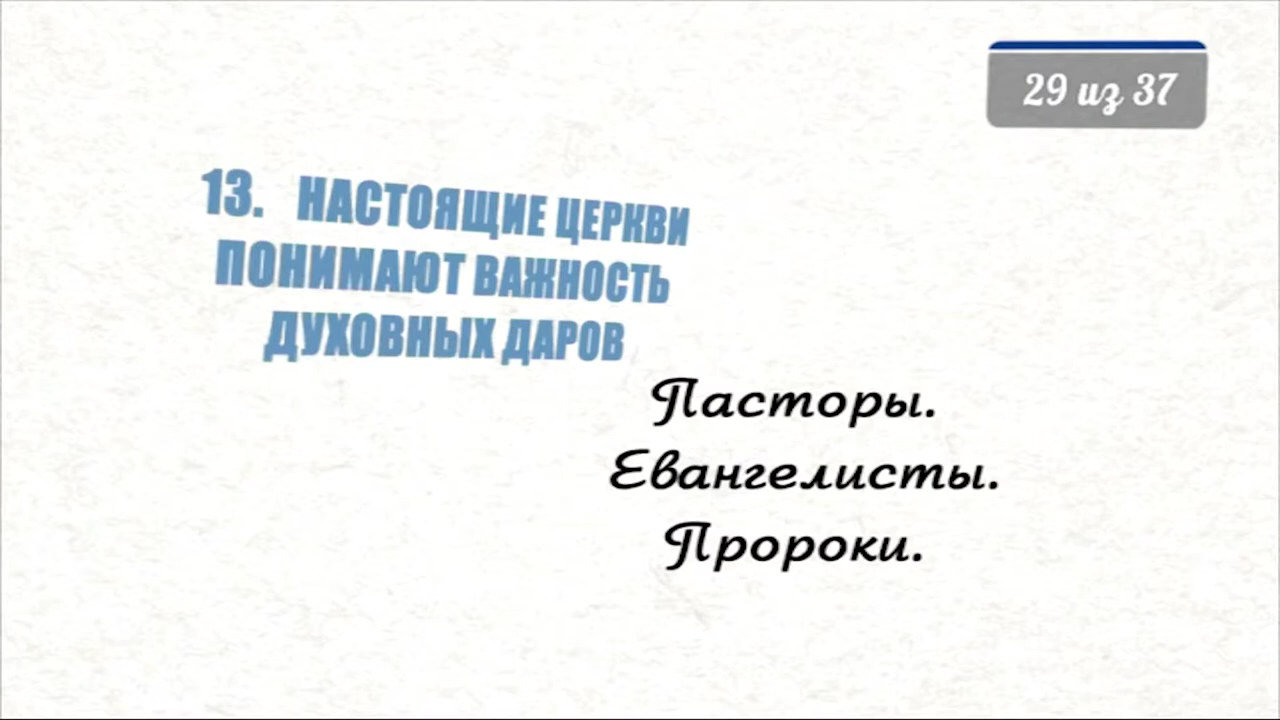 29 из 37
13. НАСТОЯЩИЕ ЦЕРКВИ
ПОНИМАЮТ ВАЖНОСТЬ
ДУХОВНЫХ ДАРОВ
Пасторы.
Евангелисты.
Пророки.